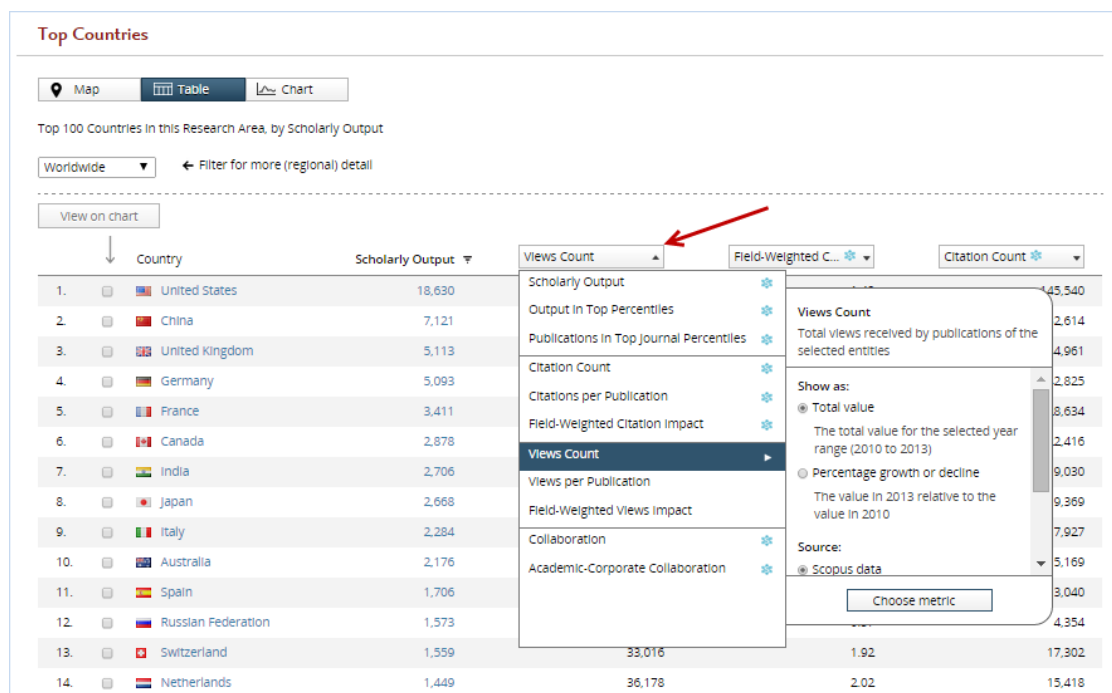 Top Countries
Map Table Chart
Top 100 Countries in this Research Area, by Scholarly Output
Worldwide ▼ ← Filter for more (regional) detail
View on chart
Country Scholarly Output Views Count Field-Weighted C... Citation Count
1. United States 18,630 145,540
2. China 7,121 2,614
3. United Kingdom 5,113 4,961
4. Germany 5,093 2,825
5. France 3,411 8,634
6. Canada 2,878 2,416
7. India 2,706 9,030
8. Japan 2,668 9,369
9. Italy 2,284 7,927
10. Australia 2,176 5,169
11. Spain 1,706 3,040
12. Russian Federation 1,573 4,354
13. Switzerland 1,559 33,016 1.92 17,302
14. Netherlands 1,449 36,178 2.02 15,418
Scholarly Output
Output in Top Percentiles
Publications in Top Journal Percentiles
Citation Count
Citations per Publication
Field-Weighted Citation Impact
Views Count
Views per Publication
Field-Weighted Views Impact
Collaboration
Academic-Corporate Collaboration
Views Count
Total views received by publications of the
selected entities
Show as:
Total value
The total value for the selected year
range (2010 to 2013)
Percentage growth or decline
The value in 2013 relative to the
value in 2010
Source:
Scopus data
Choose metric